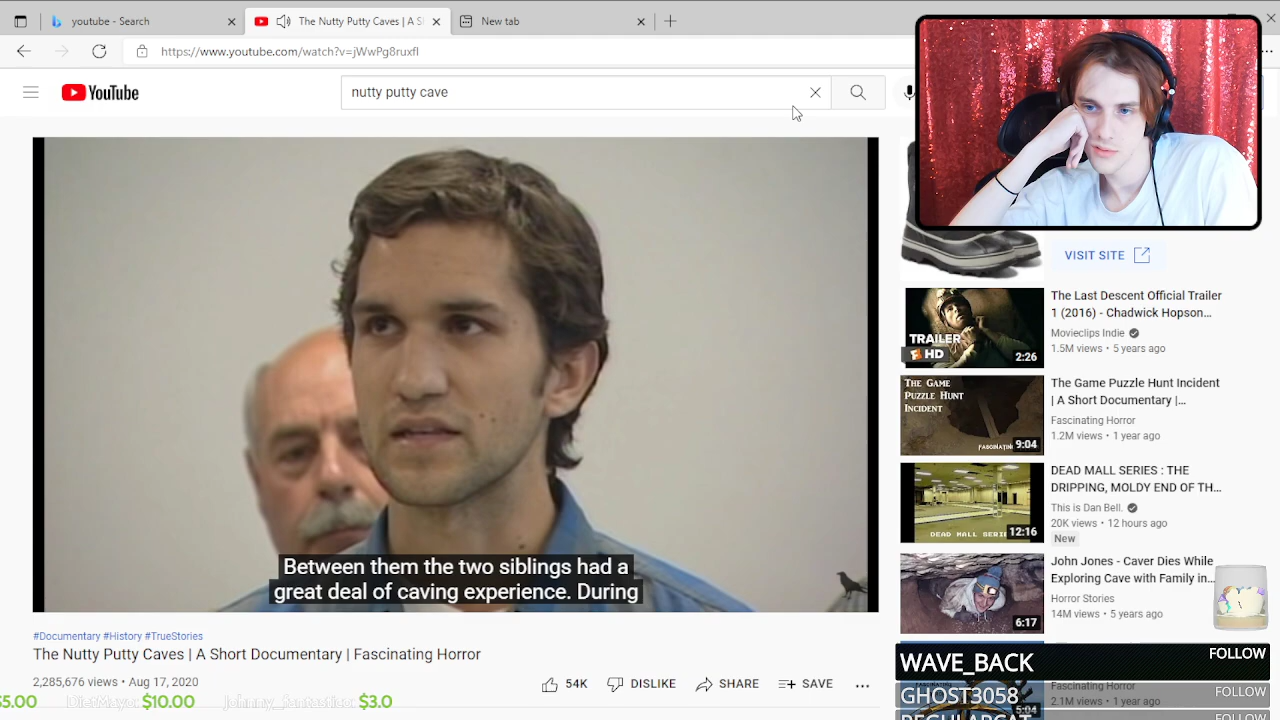 youtube - Search
The Nutty Putty Caves | A S
New tab
https://www.youtube.com/watch?v=jWwPg8ruxfI
YouTube
nutty putty cave
VISIT SITE
TRAILER
HD
2:26
The Last Descent Official Trailer
1 (2016) - Chadwick Hopson...
Movieclips Indie
1.5M views • 5 years ago
THE GAME
PUZZLE HUNT
INCIDENT
9:04
The Game Puzzle Hunt Incident
| A Short Documentary |...
Fascinating Horror
1.2M views • 1 year ago
12:16
DEAD MALL SERIES : THE
DRIPPING, MOLDY END OF TH...
This is Dan Bell.
20K views • 12 hours ago
New
6:17
John Jones - Caver Dies While
Exploring Cave with Family in...
Horror Stories
14M views • 5 years ago
Between them the two siblings had a
great deal of caving experience. During
#Documentary #History #TrueStories
The Nutty Putty Caves | A Short Documentary | Fascinating Horror
2,285,676 views • Aug 17, 2020
54K
DISLIKE
SHARE
SAVE
WAVE_BACK
FOLLOW
GHOST3058
FOLLOW
Fascinating Horror
2.1M views • 1 year ago
5:04
FOLLOW
$5.00
$10.00